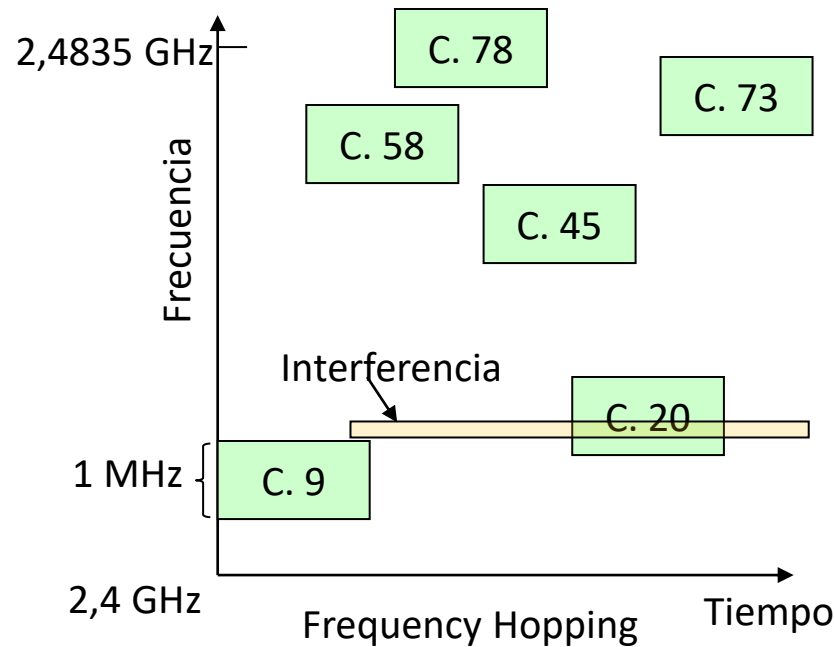 2,4835 GHz
C. 78
C. 73
C. 58
Frecuencia
C. 45
Interferencia
C. 20
1 MHz
C. 9
2,4 GHz
Frequency Hopping
Tiempo